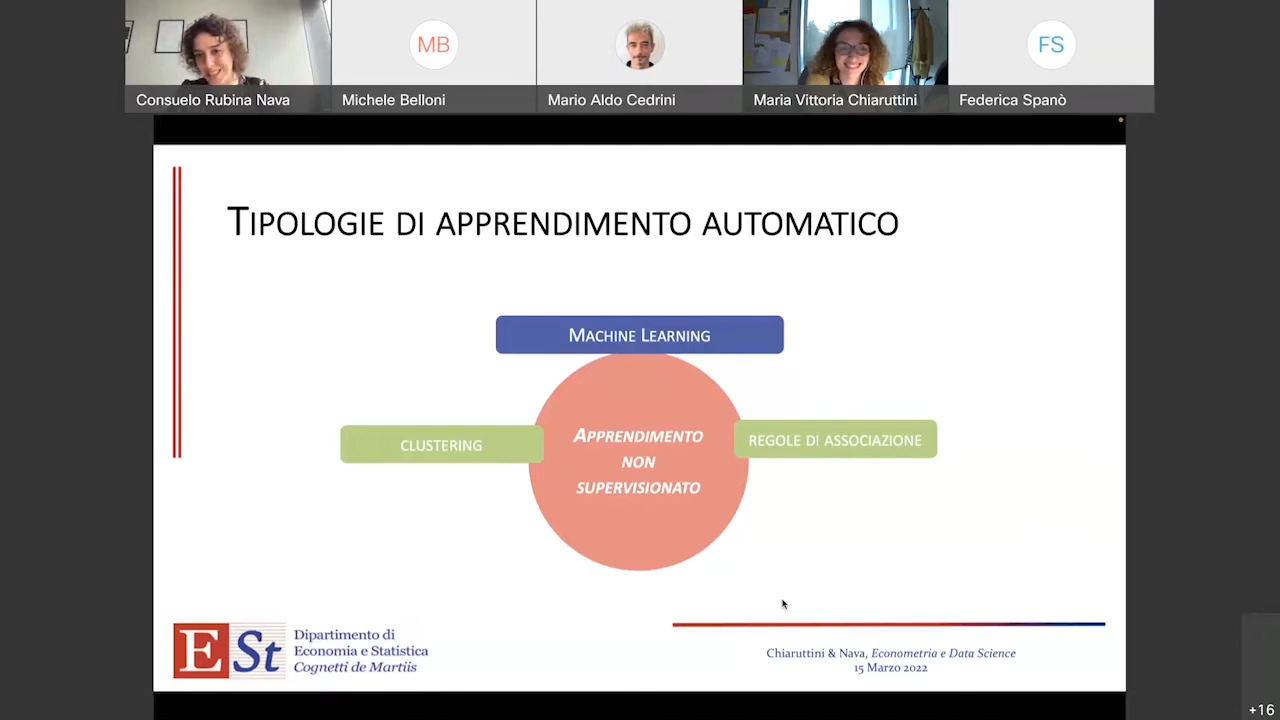 MB
FS
Consuelo Rubina Nava
Michele Belloni
Mario Aldo Cedrini
Maria Vittoria Chiaruttini
Federica Spanò
Tipologie di apprendimento automatico
Machine Learning
clustering
Apprendimento
non
supervisionato
regole di associazione
ESt
Dipartimento di
Economia e Statistica
Cognetti de Martiis
Chiaruttini & Nava, Econometria e Data Science
15 Marzo 2022
+16